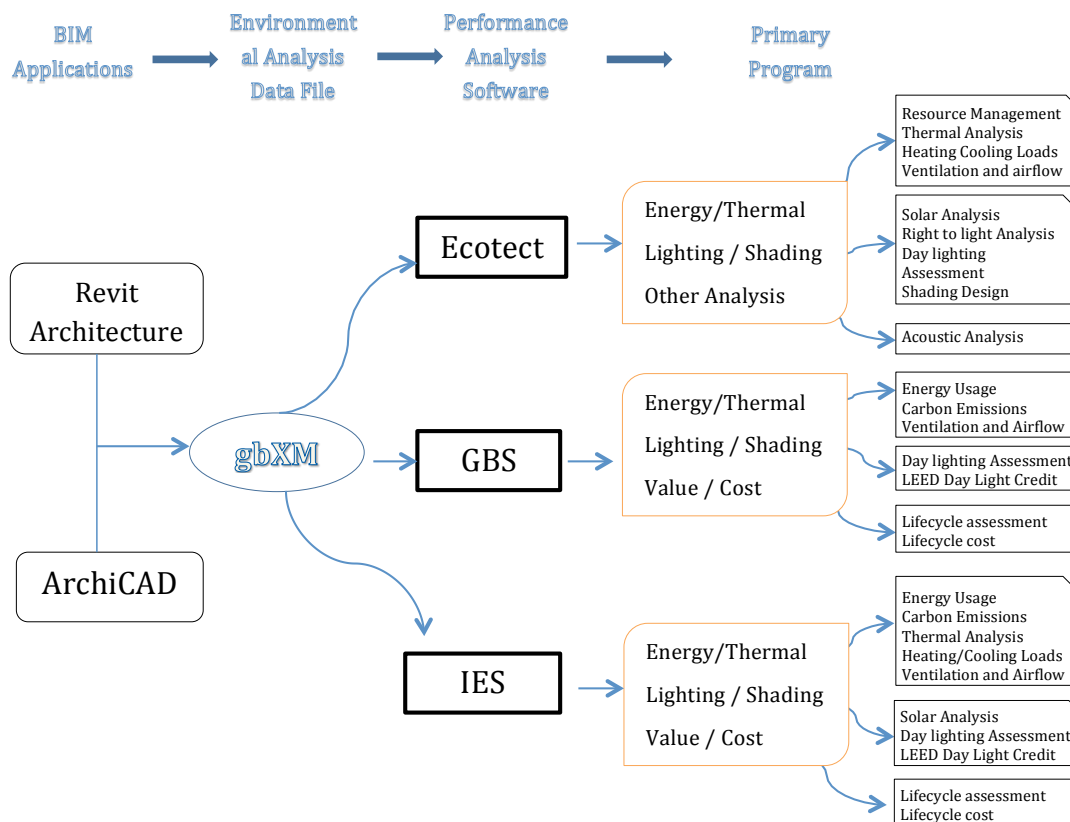 BIM
Applications
Environment
al Analysis
Data File
Performance
Analysis
Software
Primary
Program
Revit
Architecture
ArchiCAD
gbXM
Ecotect
Energy/Thermal
Lighting / Shading
Other Analysis
Resource Management
Thermal Analysis
Heating Cooling Loads
Ventilation and airflow
Solar Analysis
Right to light Analysis
Day lighting
Assessment
Shading Design
Acoustic Analysis
GBS
Energy/Thermal
Lighting / Shading
Value / Cost
Energy Usage
Carbon Emissions
Ventilation and Airflow
Day lighting Assessment
LEED Day Light Credit
Lifecycle assessment
Lifecycle cost
IES
Energy/Thermal
Lighting / Shading
Value / Cost
Energy Usage
Carbon Emissions
Thermal Analysis
Heating/Cooling Loads
Ventilation and Airflow
Solar Analysis
Day lighting Assessment
LEED Day Light Credit
Lifecycle assessment
Lifecycle cost